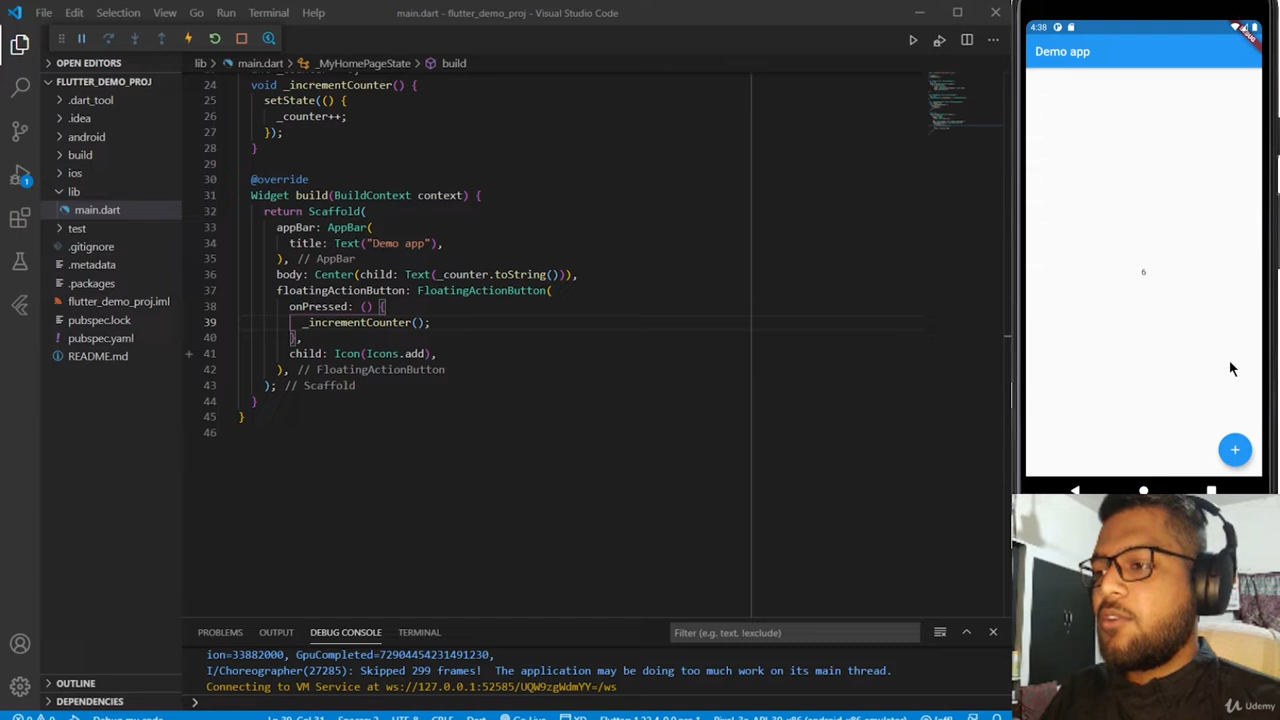 File Edit Selection View Go Run Terminal Help
main.dart - flutter_demo_proj - Visual Studio Code
OPEN EDITORS
FLUTTER_DEMO_PROJ
.dart_tool
.idea
android
build
ios
lib
main.dart
test
.gitignore
.metadata
.packages
flutter_demo_proj.iml
pubspec.lock
pubspec.yaml
README.md
OUTLINE
DEPENDENCIES
1
lib > main.dart > _MyHomePageState > build
24 void _incrementCounter() {
25 setState(() {
26 _counter++;
27 });
28 }
29
30 @override
31 Widget build(BuildContext context) {
32 return Scaffold(
33 appBar: AppBar(
34 title: Text("Demo app"),
35 ), // AppBar
36 body: Center(child: Text(_counter.toString())),
37 floatingActionButton: FloatingActionButton(
38 onPressed: () {
39 _incrementCounter();
40 },
41 child: Icon(Icons.add),
42 ), // FloatingActionButton
43 ); // Scaffold
44 }
45 }
46
PROBLEMS OUTPUT DEBUG CONSOLE TERMINAL
Filter (e.g. text, !exclude)
ion=33882000, GpuCompleted=72904454231491230,
I/Choreographer(27285): Skipped 299 frames! The application may be doing too much work on its main thread.
Connecting to VM Service at ws://127.0.0.1:52585/UQW9zgWdmYY=/ws
4:38
Demo app
6
Udemy